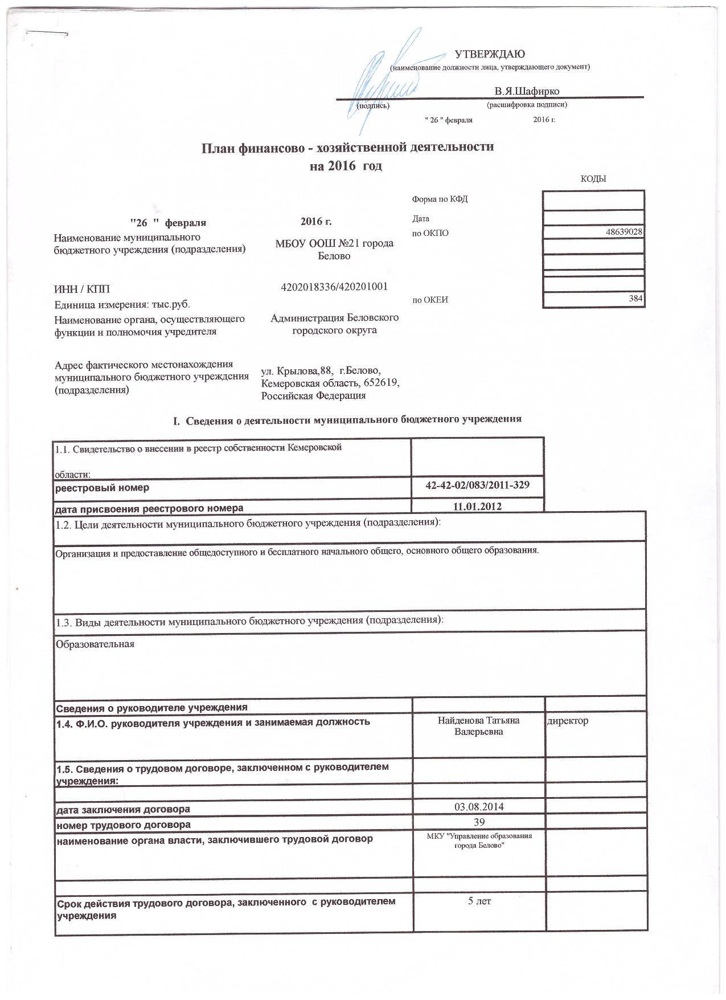 УТВЕРЖДАЮ
(наименование должности лица, утверждающего документ)
В.Я.Шафирко
(подпись) (расшифровка подписи)
" 26 " февраля 2016 г.
План финансово - хозяйственной деятельности
на 2016 год
КОДЫ
Форма по КФД
"26 " февраля 2016 г. Дата
по ОКПО 48639028
Наименование муниципального
бюджетного учреждения (подразделения)
МБОУ ООШ №21 города
Белово
ИНН / КПП 4202018336/420201001
Единица измерения: тыс.руб. по ОКЕИ 384
Наименование органа, осуществляющего
функции и полномочия учредителя
Администрация Беловского
городского округа
Адрес фактического местонахождения
муниципального бюджетного учреждения
(подразделения)
ул. Крылова,88, г.Белово,
Кемеровская область, 652619,
Российская Федерация
I. Сведения о деятельности муниципального бюджетного учреждения
1.1. Свидетельство о внесении в реестр собственности Кемеровской
области:
реестровый номер 42-42-02/083/2011-329
дата присвоения реестрового номера 11.01.2012
1.2. Цели деятельности муниципального бюджетного учреждения (подразделения):
Организация и предоставление общедоступного и бесплатного начального общего, основного общего образования.
1.3. Виды деятельности муниципального бюджетного учреждения (подразделения):
Образовательная
Сведения о руководителе учреждения
1.4. Ф.И.О. руководителя учреждения и занимаемая должность
Найденова Татьяна
Валерьевна
директор
1.5. Сведения о трудовом договоре, заключенном с руководителем
учреждения:
дата заключения договора 03.08.2014
номер трудового договора 39
наименование органа власти, заключившего трудовой договор
МКУ "Управление образования
города Белово"
Срок действия трудового договора, заключенного с руководителем
учреждения
5 лет